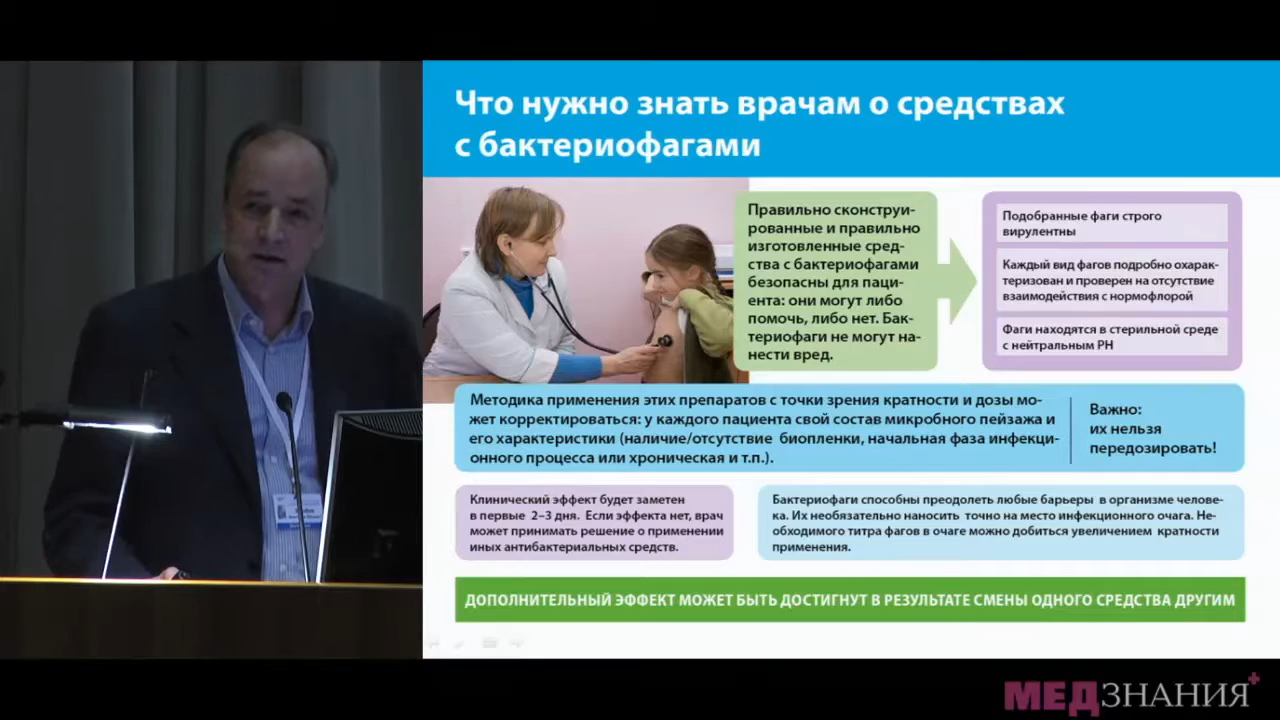 Что нужно знать врачам о средствах
с бактериофагами
Правильно сконструи-
рованные и правильно
изготовленные сред-
ства с бактериофагами
безопасны для паци-
ента: они могут либо
помочь, либо нет. Бак-
териофаги не могут на-
нести вред.
Подобранные фаги строго
вирулентны
Каждый вид фагов подробно охарак-
теризован и проверен на отсутствие
взаимодействия с нормофлорой
Фаги находятся в стерильной среде
с нейтральным РН
Методика применения этих препаратов с точки зрения кратности и дозы мо-
жет корректироваться: у каждого пациента свой состав микробного пейзажа и
его характеристики (наличие/отсутствие биопленки, начальная фаза инфекци-
онного процесса или хроническая и т.п.).
Важно:
их нельзя
передозировать!
Клинический эффект будет заметен
в первые 2–3 дня. Если эффекта нет, врач
может принимать решение о применении
иных антибактериальных средств.
Бактериофаги способны преодолеть любые барьеры в организме челове-
ка. Их необязательно наносить точно на место инфекционного очага. Не-
обходимого титра фагов в очаге можно добиться увеличением кратности
применения.
ДОПОЛНИТЕЛЬНЫЙ ЭФФЕКТ МОЖЕТ БЫТЬ ДОСТИГНУТ В РЕЗУЛЬТАТЕ СМЕНЫ ОДНОГО СРЕДСТВА ДРУГИМ
МЕДЗНАНИЯ+